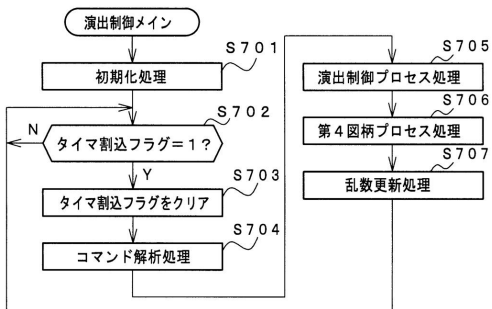 演出制御メイン
S701
初期化処理
S702
N
タイマ割込フラグ=1?
Y
S703
タイマ割込フラグをクリア
S704
コマンド解析処理
S705
演出制御プロセス処理
S706
第4図柄プロセス処理
S707
乱数更新処理